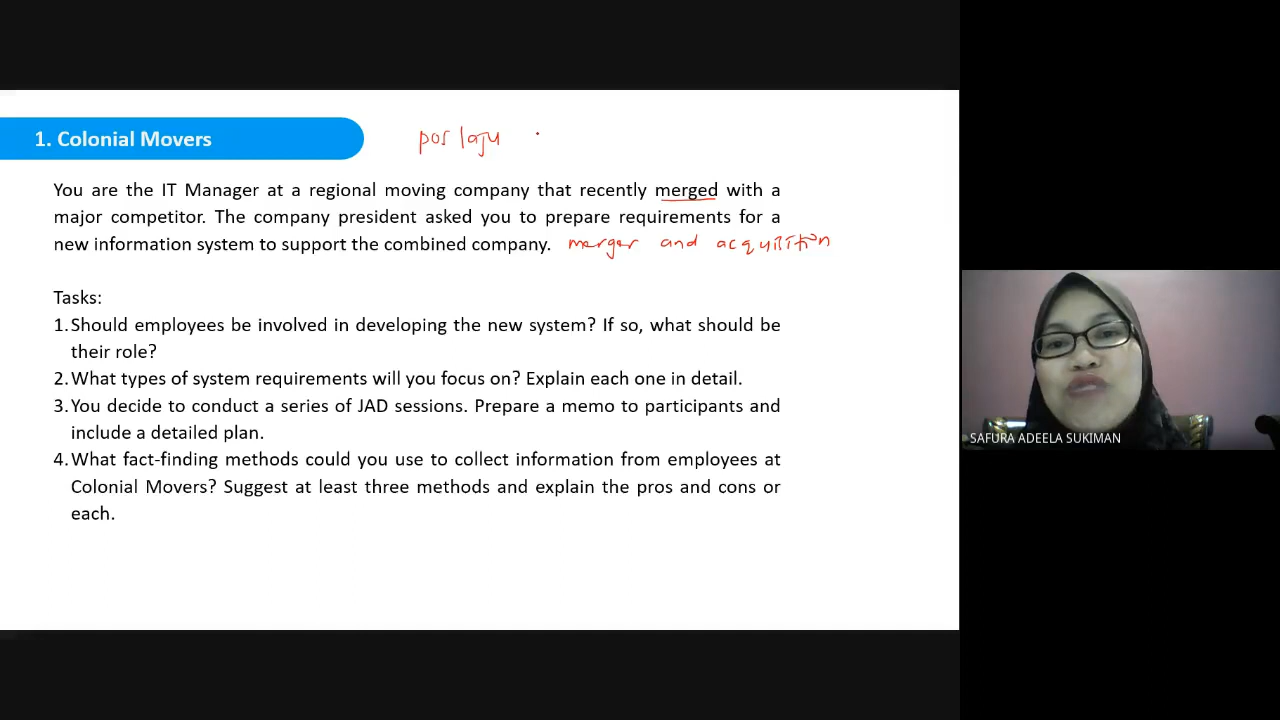 1. Colonial Movers
pos laju
You are the IT Manager at a regional moving company that recently merged with a
major competitor. The company president asked you to prepare requirements for a
new information system to support the combined company. merger and acquisition
Tasks:
1. Should employees be involved in developing the new system? If so, what should be
their role?
2. What types of system requirements will you focus on? Explain each one in detail.
3. You decide to conduct a series of JAD sessions. Prepare a memo to participants and
include a detailed plan.
4. What fact-finding methods could you use to collect information from employees at
Colonial Movers? Suggest at least three methods and explain the pros and cons or
each.
SAFURA ADEELA SUKIMAN